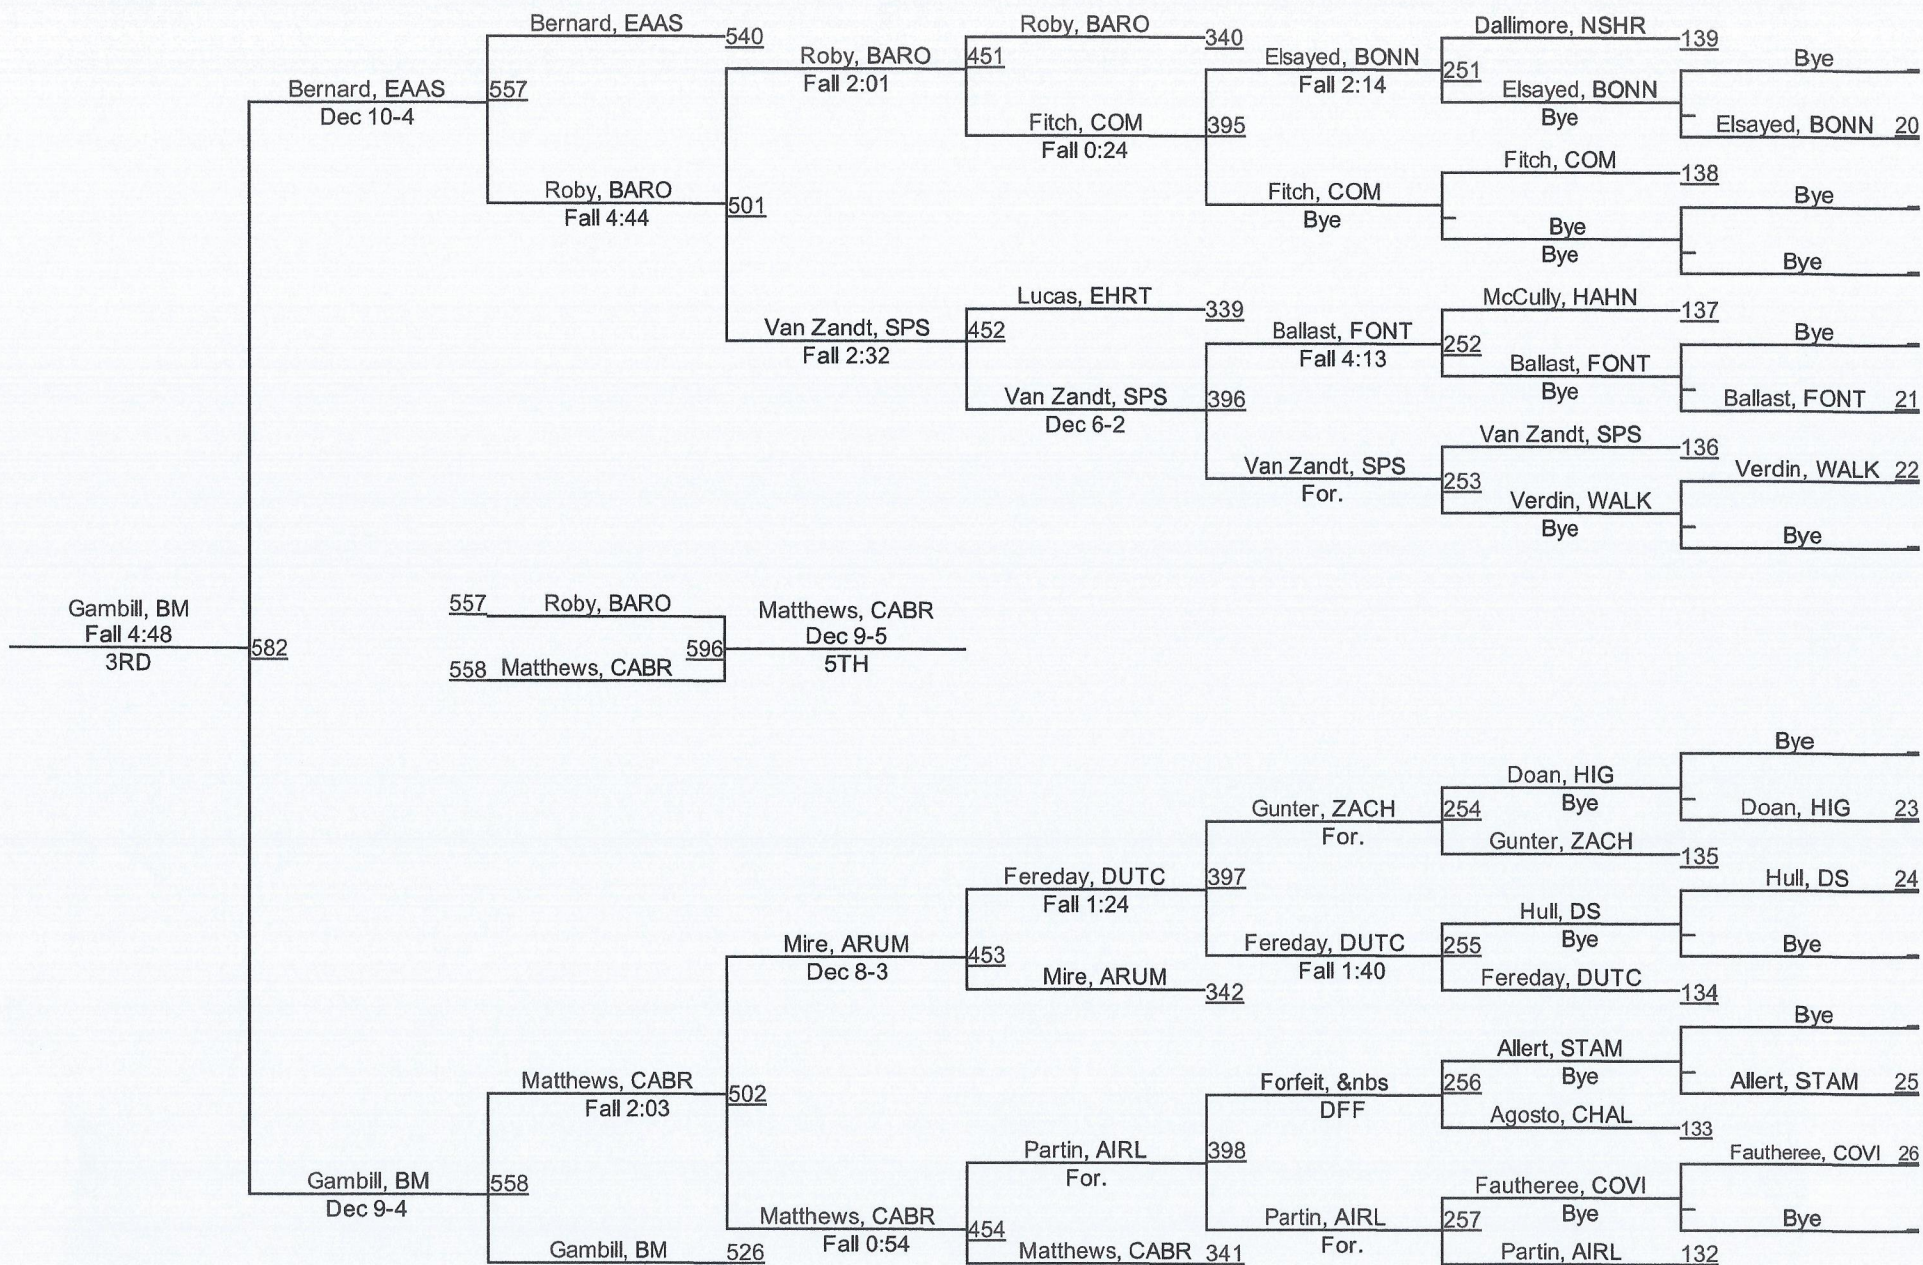 Bernard, EAAS
540
Bernard, EAAS
Dec 10-4
557
Roby, BARO
Fall 4:44
501
Roby, BARO
Fall 2:01
451
Roby, BARO
340
Fitch, COM
Fall 0:24
395
Elsayed, BONN
Fall 2:14
251
Dallimore, NSHR
139
Elsayed, BONN
Bye
Bye
Elsayed, BONN 20
Fitch, COM
Bye
Fitch, COM
138
Bye
Bye
Bye
Bye
Van Zandt, SPS
Fall 2:32
452
Lucas, EHRT
339
Van Zandt, SPS
Dec 6-2
396
Ballast, FONT
Fall 4:13
252
McCully, HAHN
137
Ballast, FONT
Bye
Bye
Ballast, FONT 21
Van Zandt, SPS
For.
253
Van Zandt, SPS
136
Verdin, WALK
Bye
Verdin, WALK 22
Bye
Gambill, BM
Fall 4:48
3RD
582
557 Roby, BARO
558 Matthews, CABR
596
Matthews, CABR
Dec 9-5
5TH
Gambill, BM
Dec 9-4
558
Matthews, CABR
Fall 2:03
502
Gambill, BM
526
Mire, ARUM
Dec 8-3
453
Fereday, DUTC
Fall 1:24
397
Mire, ARUM
342
Gunter, ZACH
For.
254
Doan, HIG
Bye
Bye
Doan, HIG 23
Gunter, ZACH
135
Fereday, DUTC
Fall 1:40
255
Hull, DS
Bye
Hull, DS 24
Bye
Fereday, DUTC
134
Matthews, CABR
Fall 0:54
454
Partin, AIRL
For.
398
Matthews, CABR 341
Forfeit, &nbs
DFF
256
Allert, STAM
Bye
Bye
Allert, STAM 25
Agosto, CHAL
133
Partin, AIRL
For.
257
Fautheree, COVI
Bye
Fautheree, COVI 26
Bye
Partin, AIRL
132